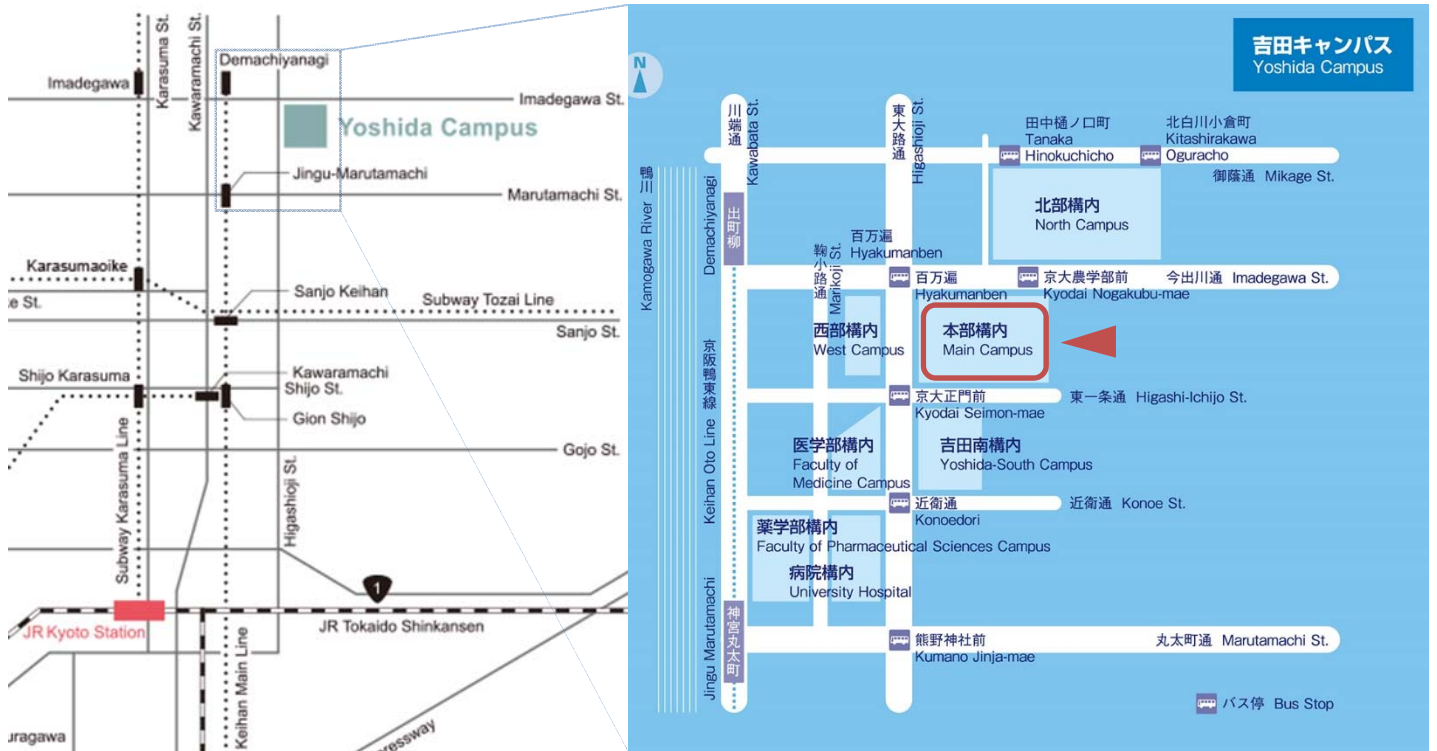 Karasuma St.
Kawaramachi St.
Demachiyanagi
Imadegawa
Imadegawa St.
Yoshida Campus
Jingu-Marutamachi
Marutamachi St.
Karasumaoike
Sanjo Keihan
Subway Tozai Line
Sanjo St.
Shijo Karasuma
Kawaramachi
Shijo St.
Gion Shijo
Gojo St.
Subway Karasuma Line
Higashioji St.
1
JR Kyoto Station
JR Tokaido Shinkansen
Keihan Main Line
吉田キャンパス
Yoshida Campus
N
川端通
Kawabata St.
東大路通
Higashioji St.
田中樋ノ口町
Tanaka
Hinokuchicho
北白川小倉町
Kitashirakawa
Oguracho
御蔭通 Mikage St.
鴨川
Kamogawa River
出町柳
Demachiyanagi
北部構内
North Campus
鞠小路通
Marikoji St.
百万遍
Hyakumanben
百万遍
Hyakumanben
京大農学部前
Kyodai Nogakubu-mae
今出川通 Imadegawa St.
西部構内
West Campus
本部構内
Main Campus
京阪鴨東線
Keihan Oto Line
京大正門前
Kyodai Seimon-mae
東一条通 Higashi-Ichijo St.
医学部構内
Faculty of
Medicine Campus
吉田南構内
Yoshida-South Campus
近衛通
Konoedori
近衛通 Konoe St.
薬学部構内
Faculty of Pharmaceutical Sciences Campus
病院構内
University Hospital
神宮丸太町
Jingu Marutamachi
熊野神社前
Kumano Jinja-mae
丸太町通 Marutamachi St.
バス停 Bus Stop